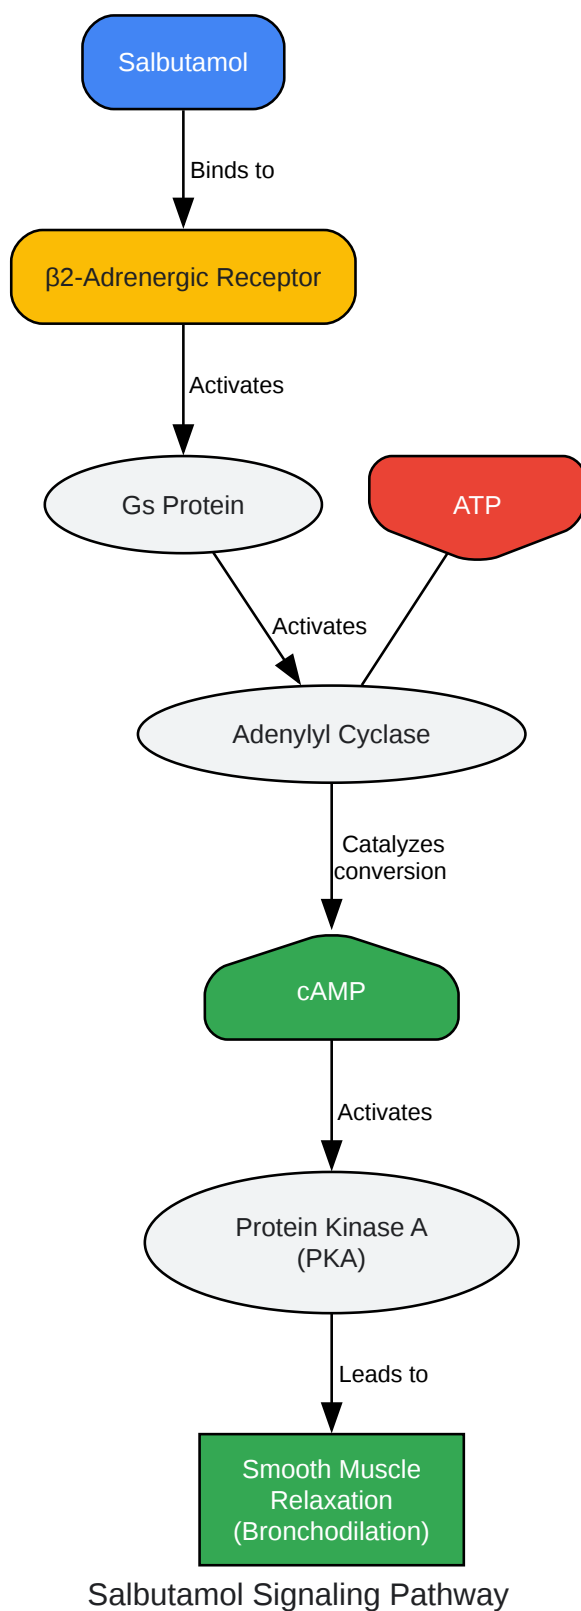 Salbutamol
Binds to
β2-Adrenergic Receptor
Activates
Gs Protein
ATP
Activates
Adenylyl Cyclase
Catalyzes
conversion
cAMP
Activates
Protein Kinase A
(PKA)
Leads to
Smooth Muscle
Relaxation
(Bronchodilation)
Salbutamol Signaling Pathway